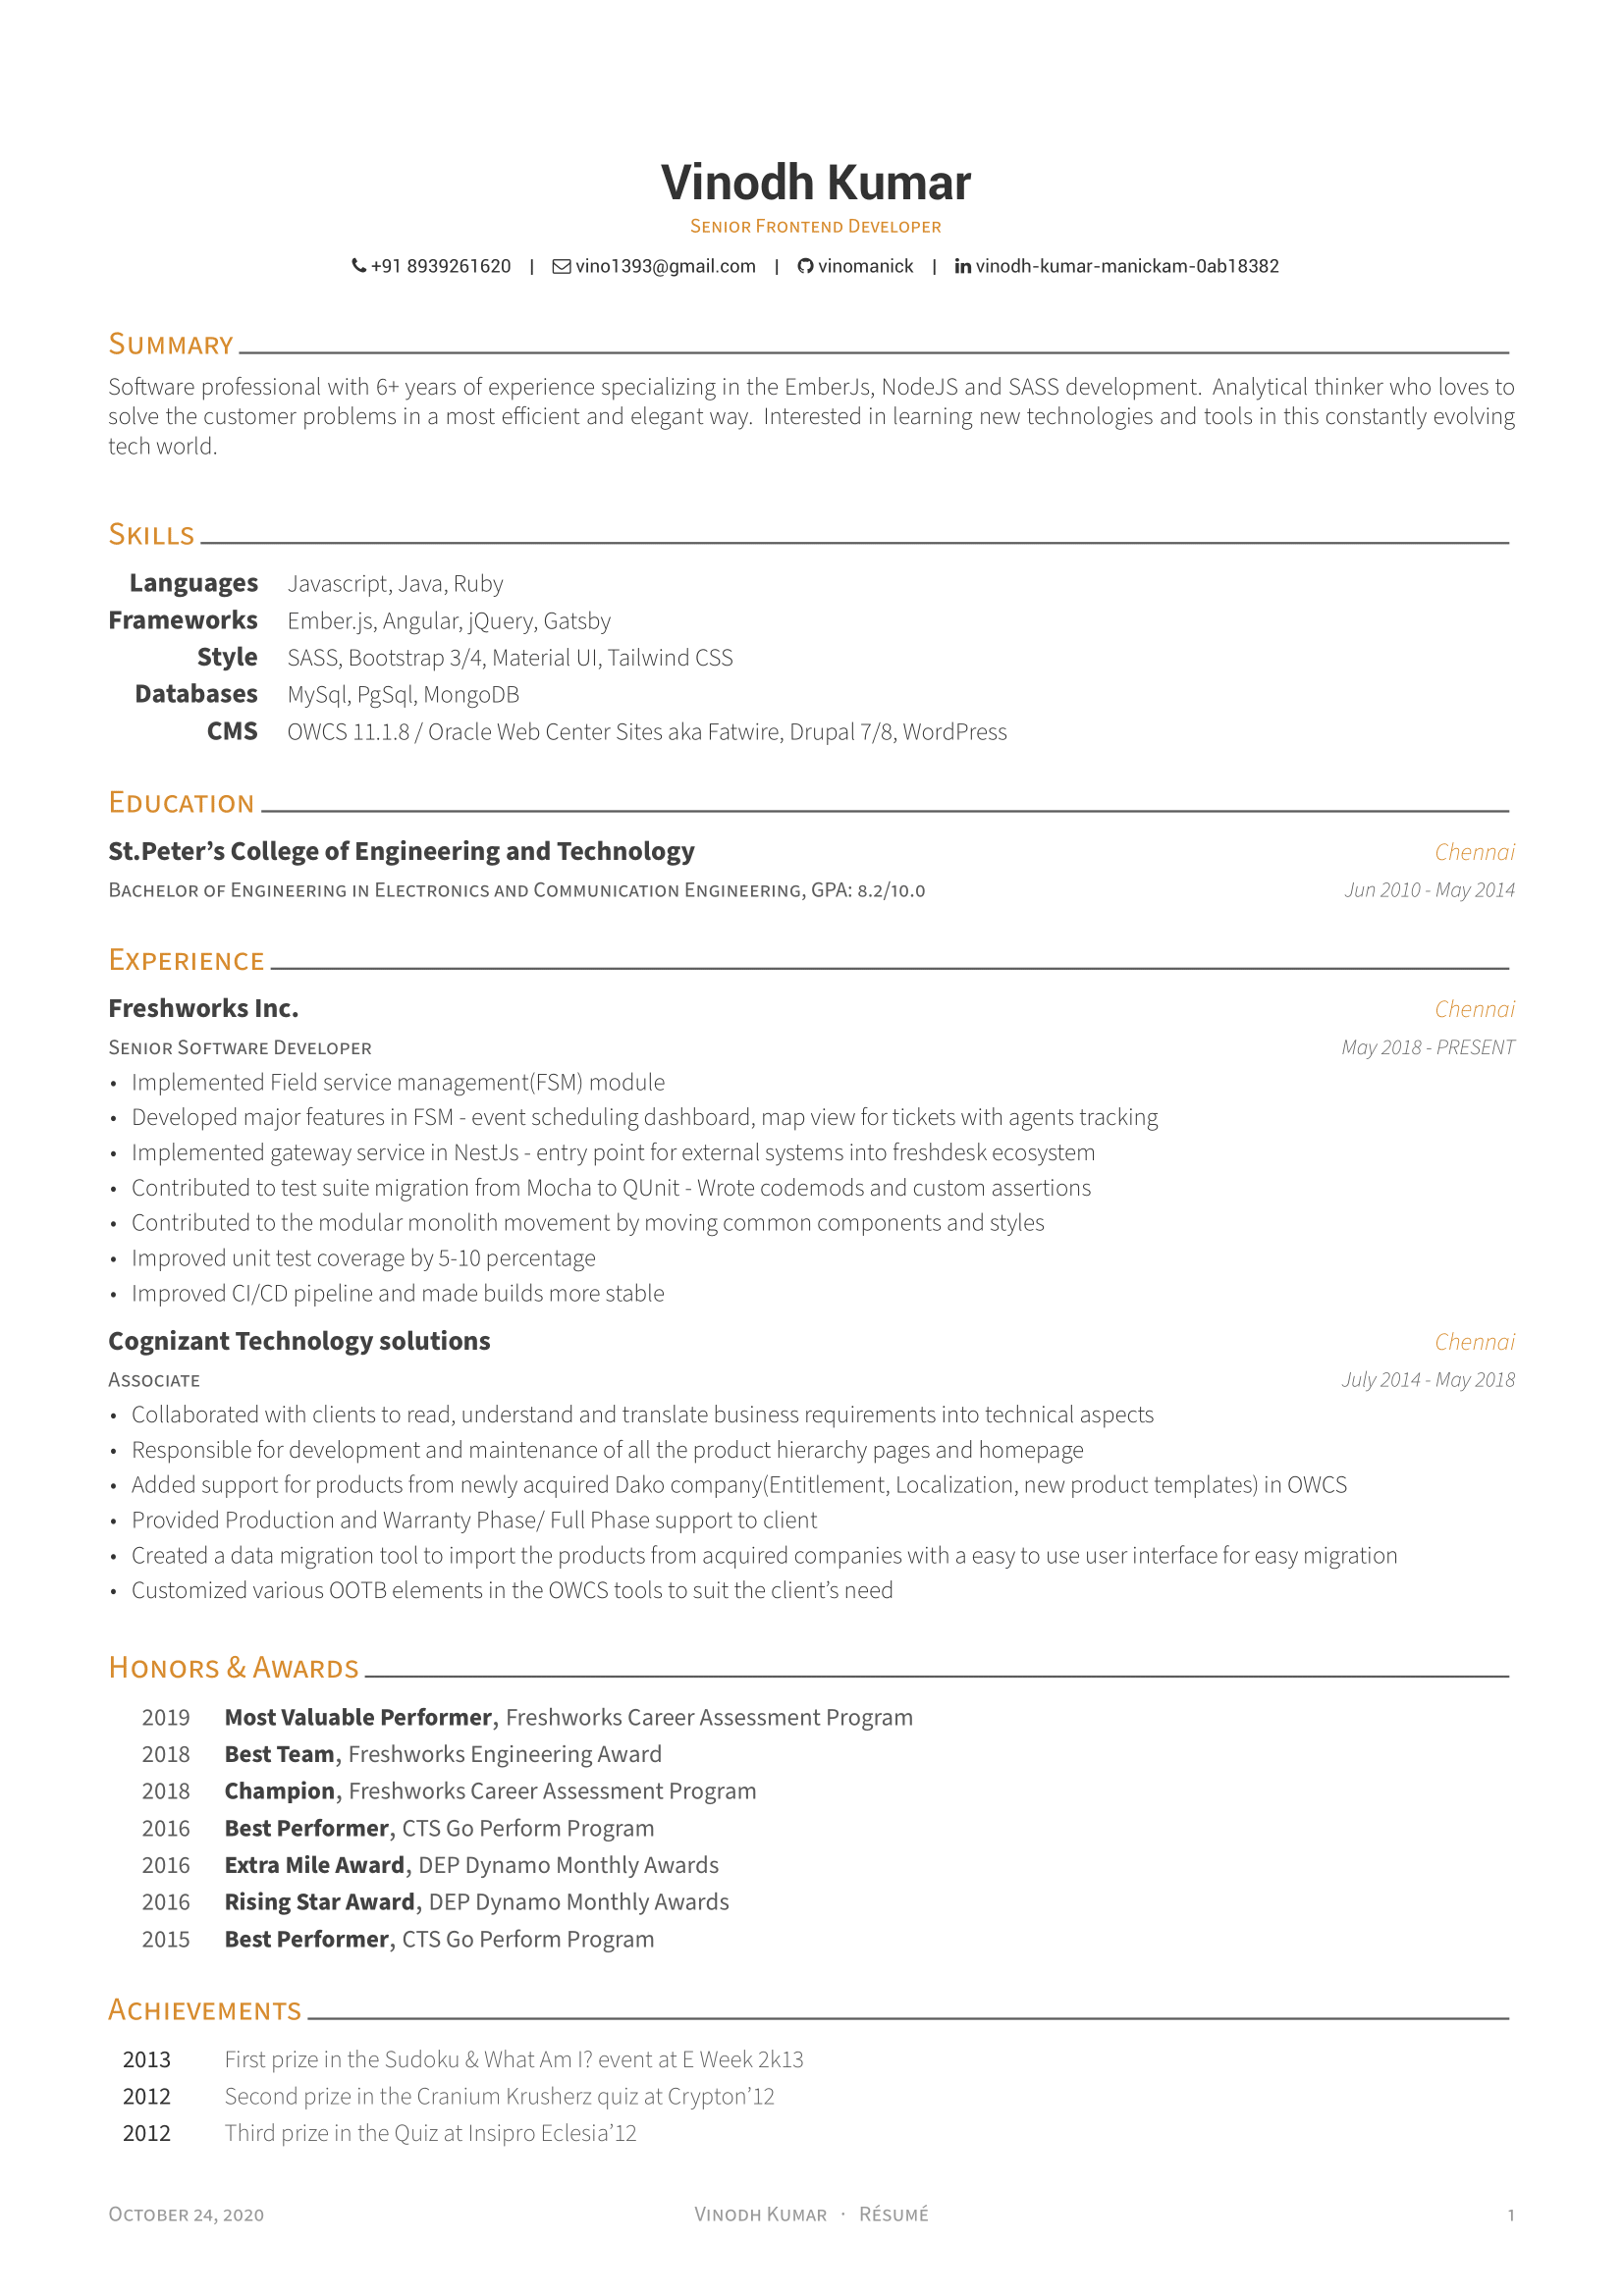 Vinodh Kumar
Senior Frontend Developer
+91 8939261620 | vino1393@gmail.com | vinomanick | vinodh-kumar-manickam-0ab18382
Summary
Software professional with 6+ years of experience specializing in the EmberJs, NodeJS and SASS development. Analytical thinker who loves to
solve the customer problems in a most efficient and elegant way. Interested in learning new technologies and tools in this constantly evolving
tech world.
Skills
Languages Javascript, Java, Ruby
Frameworks Ember.js, Angular, jQuery, Gatsby
Style SASS, Bootstrap 3/4, Material UI, Tailwind CSS
Databases MySql, PgSql, MongoDB
CMS OWCS 11.1.8 / Oracle Web Center Sites aka Fatwire, Drupal 7/8, WordPress
Education
St.Peter’s College of Engineering and Technology Chennai
Bachelor of Engineering in Electronics and Communication Engineering, GPA: 8.2/10.0 Jun 2010 - May 2014
Experience
Freshworks Inc. Chennai
Senior Software Developer May 2018 - PRESENT
• Implemented Field service management(FSM) module
• Developed major features in FSM - event scheduling dashboard, map view for tickets with agents tracking
• Implemented gateway service in NestJs - entry point for external systems into freshdesk ecosystem
• Contributed to test suite migration from Mocha to QUnit - Wrote codemods and custom assertions
• Contributed to the modular monolith movement by moving common components and styles
• Improved unit test coverage by 5-10 percentage
• Improved CI/CD pipeline and made builds more stable
Cognizant Technology solutions Chennai
Associate July 2014 - May 2018
• Collaborated with clients to read, understand and translate business requirements into technical aspects
• Responsible for development and maintenance of all the product hierarchy pages and homepage
• Added support for products from newly acquired Dako company(Entitlement, Localization, new product templates) in OWCS
• Provided Production and Warranty Phase/ Full Phase support to client
• Created a data migration tool to import the products from acquired companies with a easy to use user interface for easy migration
• Customized various OOTB elements in the OWCS tools to suit the client’s need
Honors & Awards
2019 Most Valuable Performer, Freshworks Career Assessment Program
2018 Best Team, Freshworks Engineering Award
2018 Champion, Freshworks Career Assessment Program
2016 Best Performer, CTS Go Perform Program
2016 Extra Mile Award, DEP Dynamo Monthly Awards
2016 Rising Star Award, DEP Dynamo Monthly Awards
2015 Best Performer, CTS Go Perform Program
Achievements
2013 First prize in the Sudoku & What Am I? event at E Week 2k13
2012 Second prize in the Cranium Krusherz quiz at Crypton’12
2012 Third prize in the Quiz at Insipro Eclesia’12
October 24, 2020 Vinodh Kumar · Résumé 1